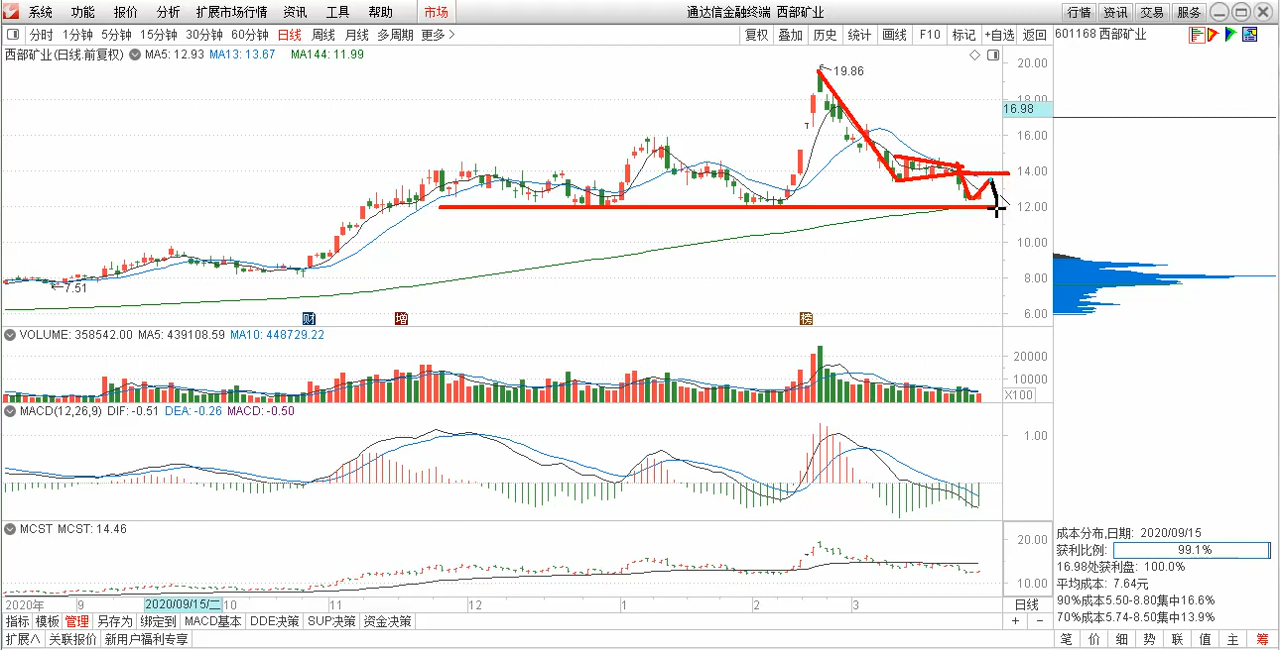 系统 功能 报价 分析 扩展市场行情 资讯 工具 帮助 市场 通达信金融终端 西部矿业 行情 资讯 交易 服务
分时 1分钟 5分钟 15分钟 30分钟 60分钟 日线 周线 月线 多周期 更多> 复权 叠加 历史 统计 画线 F10 标记 +自选 返回 601168 西部矿业
西部矿业(日线.前复权) MA5: 12.93 MA13: 13.67 MA144: 11.99
20.00
19.86
18.00
16.98
16.00
14.00
12.00
10.00
8.00
7.51
6.00
财 增 榜
VOLUME: 358542.00 MA5: 439108.59 MA10: 448729.22
20000
10000
X100
MACD(12,26,9) DIF: -0.51 DEA: -0.26 MACD: -0.50
1.00
MCST MCST: 14.46
20.00
10.00
成本分布,日期: 2020/09/15
获利比例: 99.1%
16.98处获利盘: 100.0%
平均成本: 7.64元
90%成本5.50-8.80集中16.6%
70%成本5.74-8.50集中13.9%
2020年 9 2020/09/15/二 10 11 12 1 2 3 日线
指标 模板 管理 另存为 绑定到 MACD基本 DDE决策 SUP决策 资金决策 + -
扩展∧ 关联报价 新用户福利专享 笔 价 细 势 联 值 主 筹